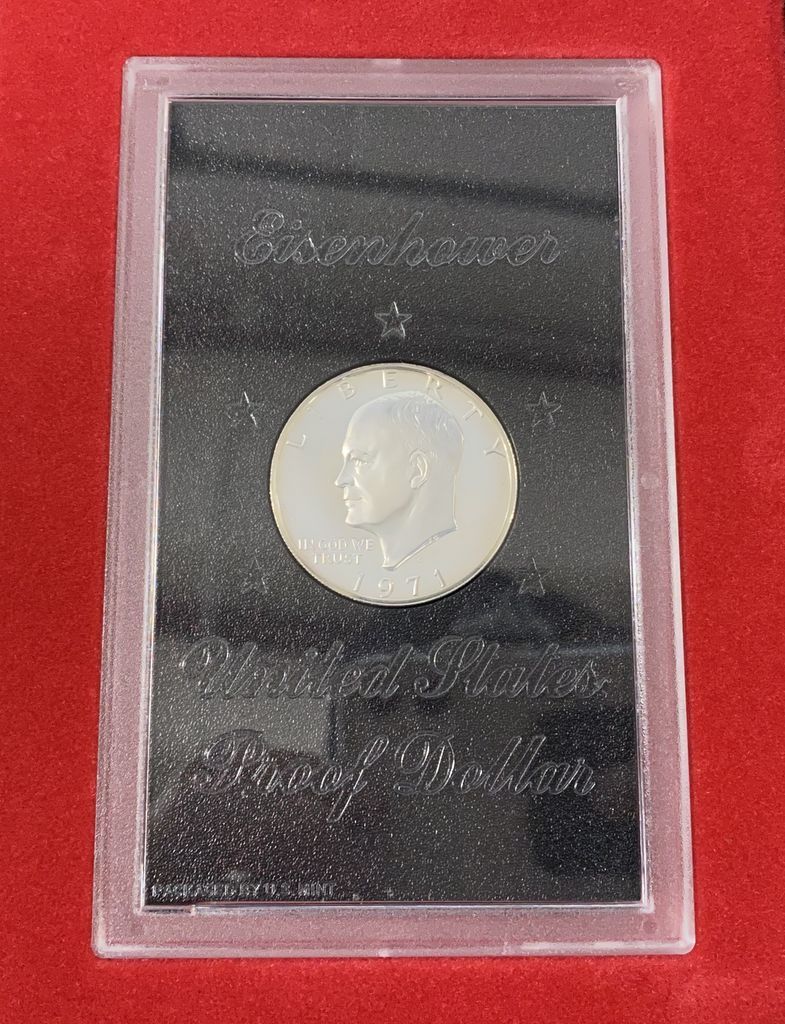 Eisenhower
LIBERTY
IN GOD WE
TRUST
1971
United States
Proof Dollar
PACKAGED BY U.S. MINT